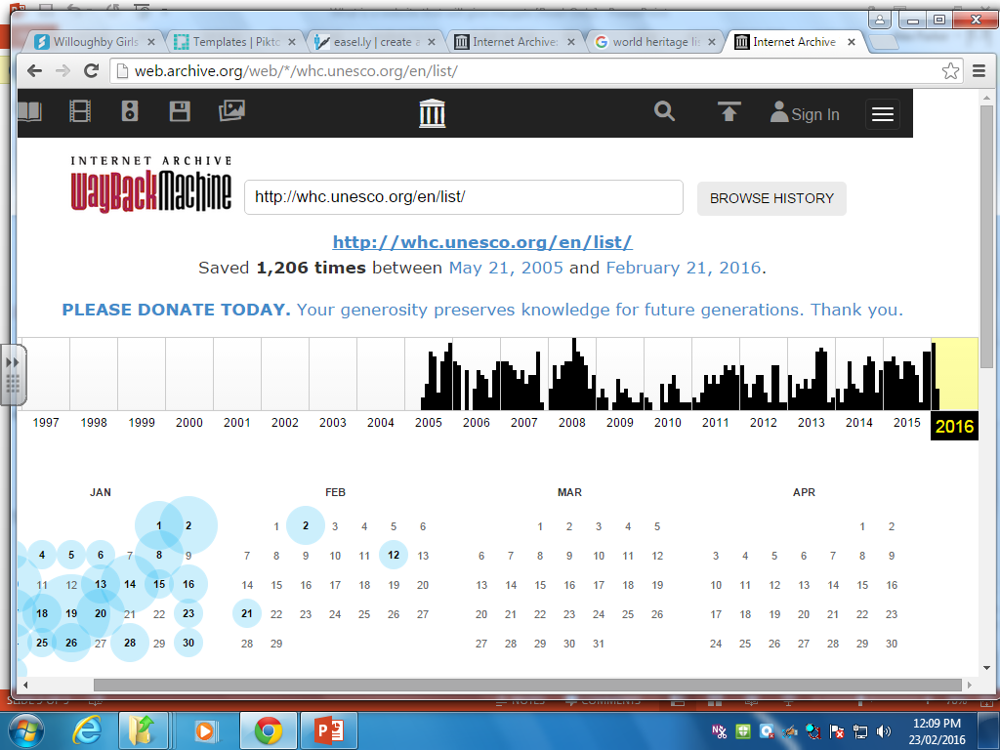 Willoughby Girls
Templates | Pikto
easel.ly | create a
Internet Archive:
world heritage li
Internet Archive
web.archive.org/web/*/whc.unesco.org/en/list/
Sign In
INTERNET ARCHIVE
WayBackMachine
http://whc.unesco.org/en/list/
BROWSE HISTORY
http://whc.unesco.org/en/list/
Saved 1,206 times between May 21, 2005 and February 21, 2016.
PLEASE DONATE TODAY. Your generosity preserves knowledge for future generations. Thank you.
1997 1998 1999 2000 2001 2002 2003 2004 2005 2006 2007 2008 2009 2010 2011 2012 2013 2014 2015 2016
JAN FEB MAR APR
1 2 1 2 3 4 5 6 1 2 3 4 5 1 2
4 5 6 7 8 9 7 8 9 10 11 12 13 6 7 8 9 10 11 12 3 4 5 6 7 8 9
11 12 13 14 15 16 14 15 16 17 18 19 20 13 14 15 16 17 18 19 10 11 12 13 14 15 16
18 19 20 21 22 23 21 22 23 24 25 26 27 20 21 22 23 24 25 26 17 18 19 20 21 22 23
25 26 27 28 29 30 28 29 27 28 29 30 31 24 25 26 27 28 29 30
NOTES COMMENTS
12:09 PM
23/02/2016